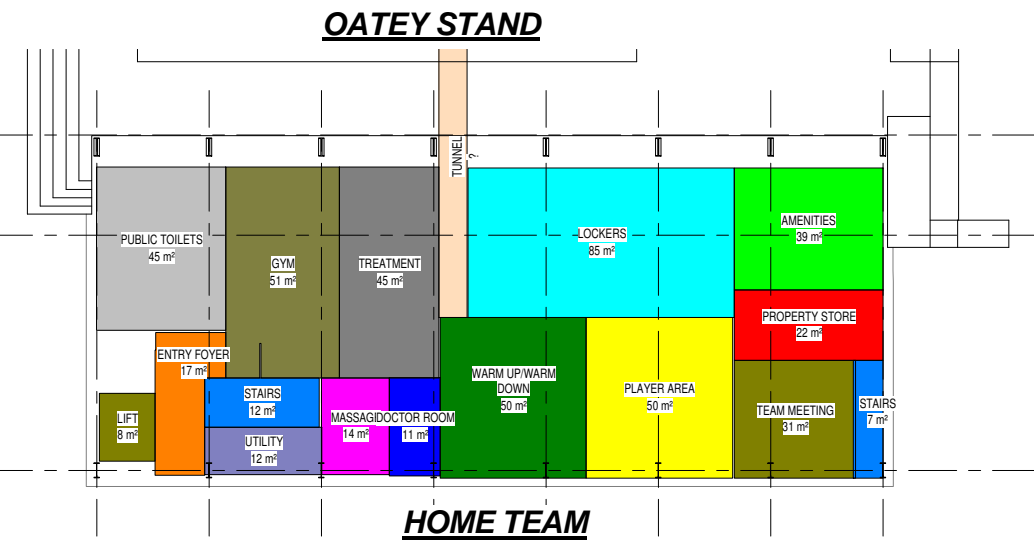 OATEY STAND
TUNNEL
?
PUBLIC TOILETS
45 m²
GYM
51 m²
TREATMENT
45 m²
LOCKERS
85 m²
AMENITIES
39 m²
PROPERTY STORE
22 m²
ENTRY FOYER
17 m²
LIFT
8 m²
STAIRS
12 m²
UTILITY
12 m²
MASSAG
14 m²
DOCTOR ROOM
11 m²
WARM UP/WARM
DOWN
50 m²
PLAYER AREA
50 m²
TEAM MEETING
31 m²
STAIRS
7 m²
HOME TEAM